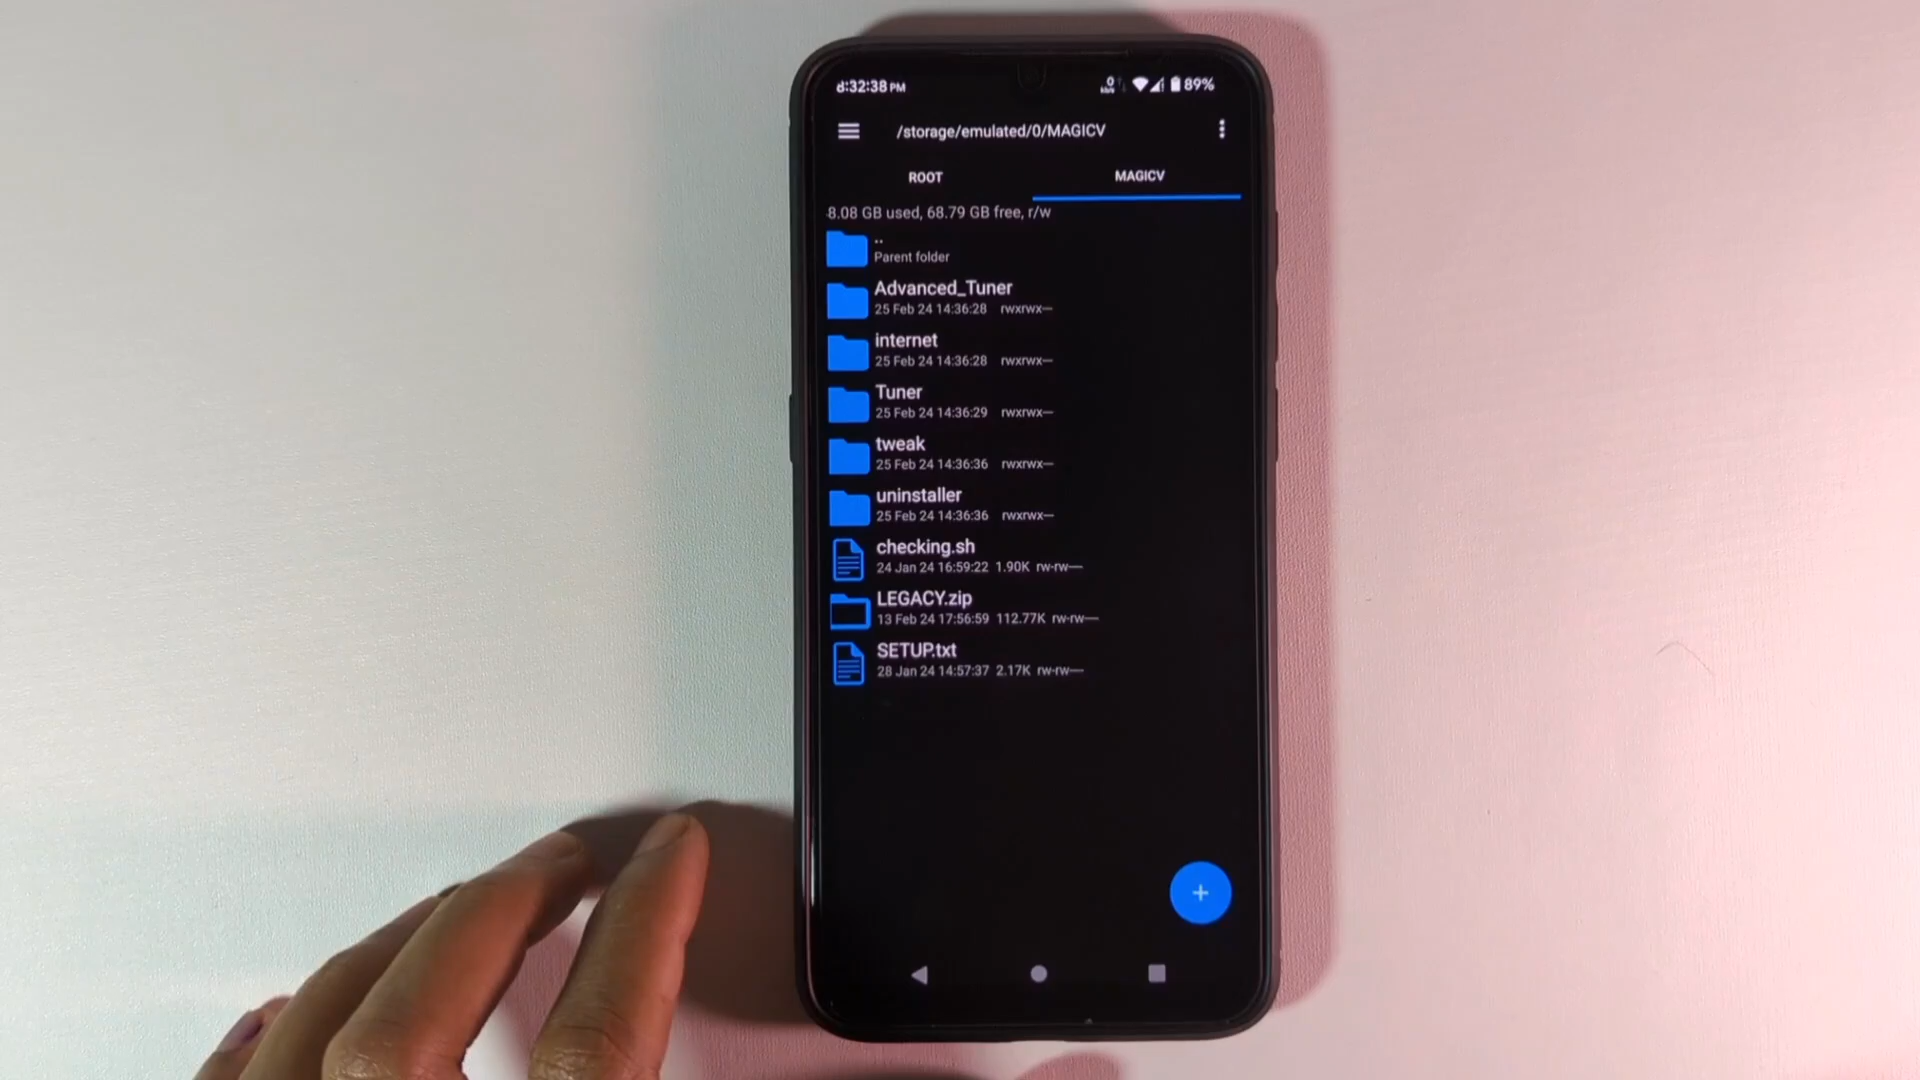 8:32:38 PM 89%
/storage/emulated/0/MAGICV
ROOT MAGICV
8.08 GB used, 68.79 GB free, r/w
..
Parent folder
Advanced_Tuner
25 Feb 24 14:36:28 rwxrwx---
internet
25 Feb 24 14:36:28 rwxrwx---
Tuner
25 Feb 24 14:36:29 rwxrwx---
tweak
25 Feb 24 14:36:36 rwxrwx---
uninstaller
25 Feb 24 14:36:36 rwxrwx---
checking.sh
24 Jan 24 16:59:22 1.90K rw-rw----
LEGACY.zip
13 Feb 24 17:56:59 112.77K rw-rw----
SETUP.txt
28 Jan 24 14:57:37 2.17K rw-rw----